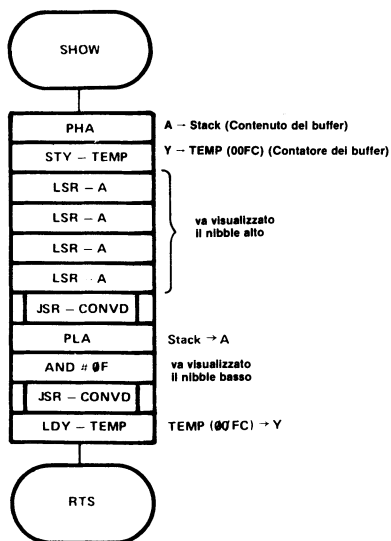 SHOW
PHA
A → Stack (Contenuto del buffer)
STY – TEMP
Y → TEMP (00FC) (Contatore del buffer)
LSR – A
LSR – A
LSR – A
LSR A
va visualizzato
il nibble alto
JSR – CONVD
PLA
Stack → A
AND # 0F
va visualizzato
il nibble basso
JSR – CONVD
LDY – TEMP
TEMP (00FC) → Y
RTS